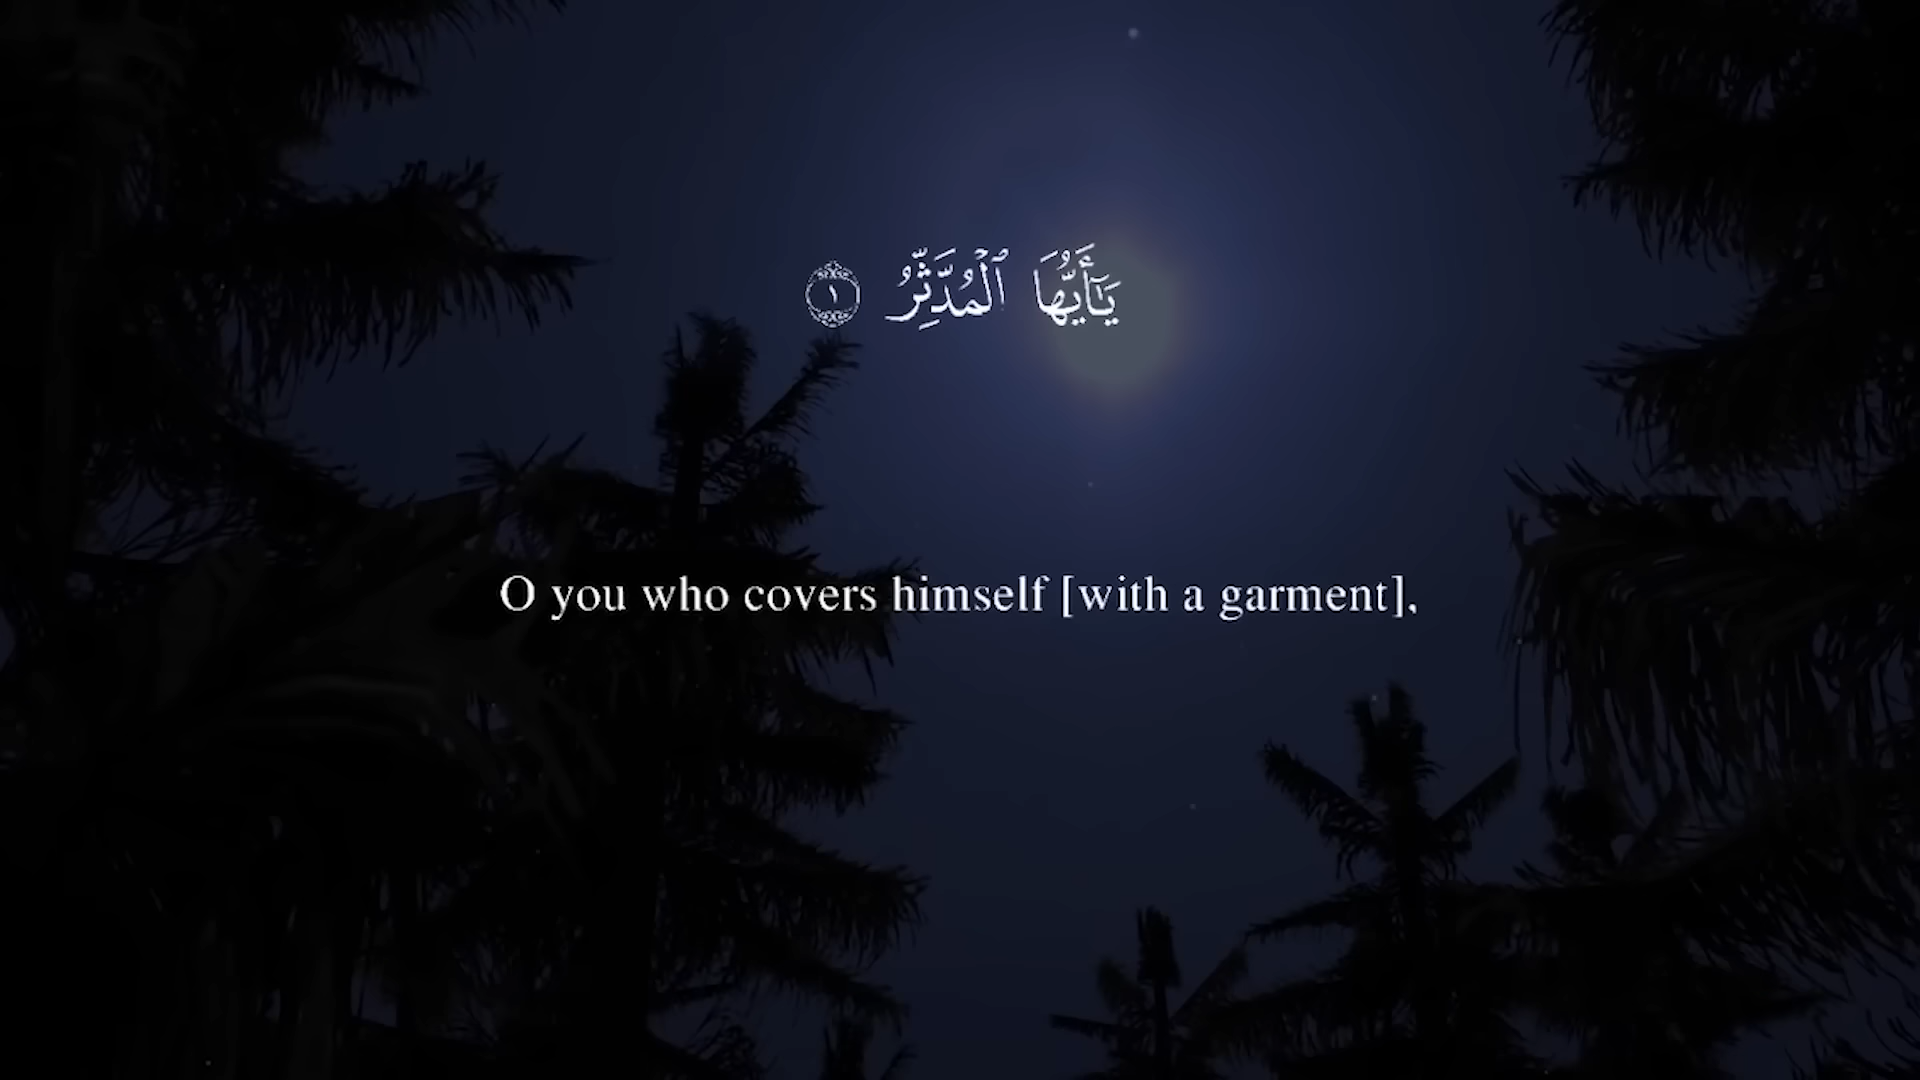 يَـٰٓأَيُّهَا ٱلْمُدَّثِّرُ ١
O you who covers himself [with a garment],